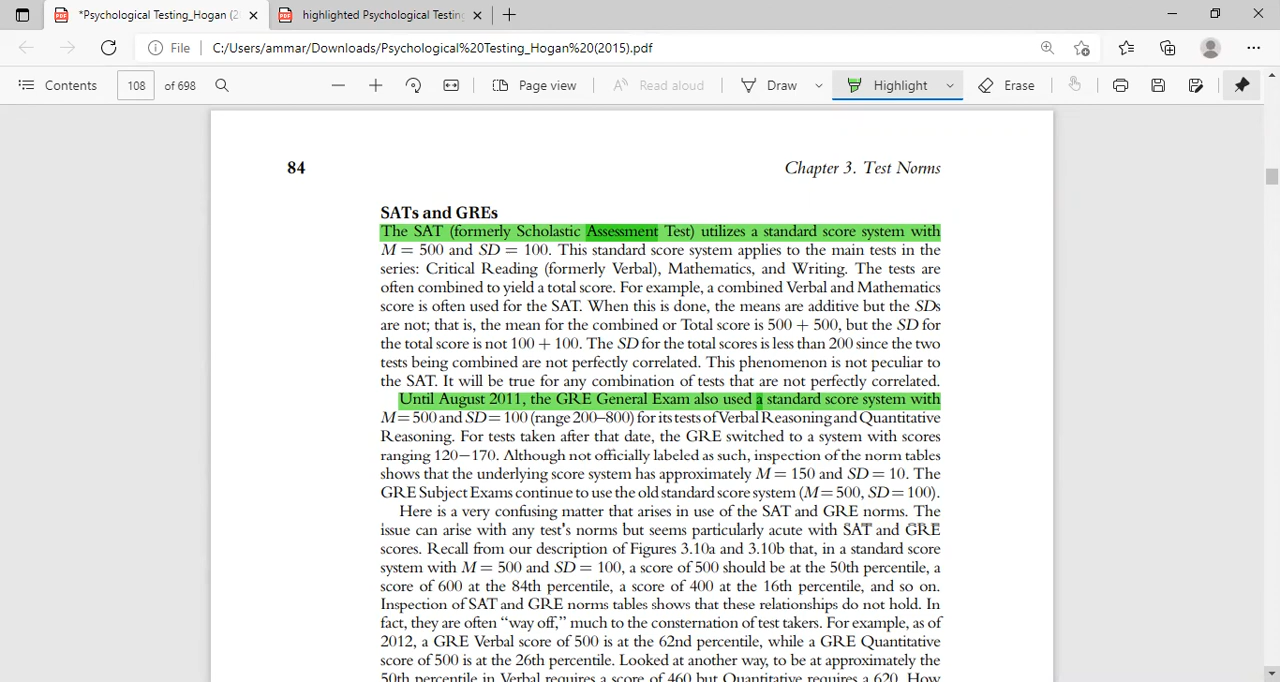 *Psychological Testing_Hogan (2
highlighted Psychological Testing
File
C:/Users/ammar/Downloads/Psychological%20Testing_Hogan%20(2015).pdf
Contents
108 of 698
Page view
Read aloud
Draw
Highlight
Erase
84
Chapter 3. Test Norms
SATs and GREs
The SAT (formerly Scholastic Assessment Test) utilizes a standard score system with
M = 500 and SD = 100. This standard score system applies to the main tests in the
series: Critical Reading (formerly Verbal), Mathematics, and Writing. The tests are
often combined to yield a total score. For example, a combined Verbal and Mathematics
score is often used for the SAT. When this is done, the means are additive but the SDs
are not; that is, the mean for the combined or Total score is 500 + 500, but the SD for
the total score is not 100 + 100. The SD for the total scores is less than 200 since the two
tests being combined are not perfectly correlated. This phenomenon is not peculiar to
the SAT. It will be true for any combination of tests that are not perfectly correlated.
Until August 2011, the GRE General Exam also used a standard score system with
M = 500 and SD = 100 (range 200–800) for its tests of Verbal Reasoning and Quantitative
Reasoning. For tests taken after that date, the GRE switched to a system with scores
ranging 120–170. Although not officially labeled as such, inspection of the norm tables
shows that the underlying score system has approximately M = 150 and SD = 10. The
GRE Subject Exams continue to use the old standard score system (M = 500, SD = 100).
Here is a very confusing matter that arises in use of the SAT and GRE norms. The
issue can arise with any test's norms but seems particularly acute with SAT and GRE
scores. Recall from our description of Figures 3.10a and 3.10b that, in a standard score
system with M = 500 and SD = 100, a score of 500 should be at the 50th percentile, a
score of 600 at the 84th percentile, a score of 400 at the 16th percentile, and so on.
Inspection of SAT and GRE norms tables shows that these relationships do not hold. In
fact, they are often “way off,” much to the consternation of test takers. For example, as of
2012, a GRE Verbal score of 500 is at the 62nd percentile, while a GRE Quantitative
score of 500 is at the 26th percentile. Looked at another way, to be at approximately the
50th percentile in Verbal requires a score of 460 but Quantitative requires a 620. How